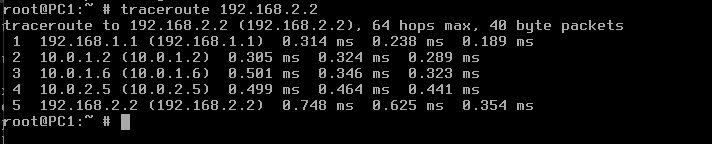 root@PC1:~ # traceroute 192.168.2.2
traceroute to 192.168.2.2 (192.168.2.2), 64 hops max, 40 byte packets
 1  192.168.1.1 (192.168.1.1)  0.314 ms  0.238 ms  0.189 ms
 2  10.0.1.2 (10.0.1.2)  0.305 ms  0.324 ms  0.289 ms
 3  10.0.1.6 (10.0.1.6)  0.501 ms  0.346 ms  0.323 ms
 4  10.0.2.5 (10.0.2.5)  0.499 ms  0.464 ms  0.441 ms
 5  192.168.2.2 (192.168.2.2)  0.748 ms  0.625 ms  0.354 ms
root@PC1:~ #